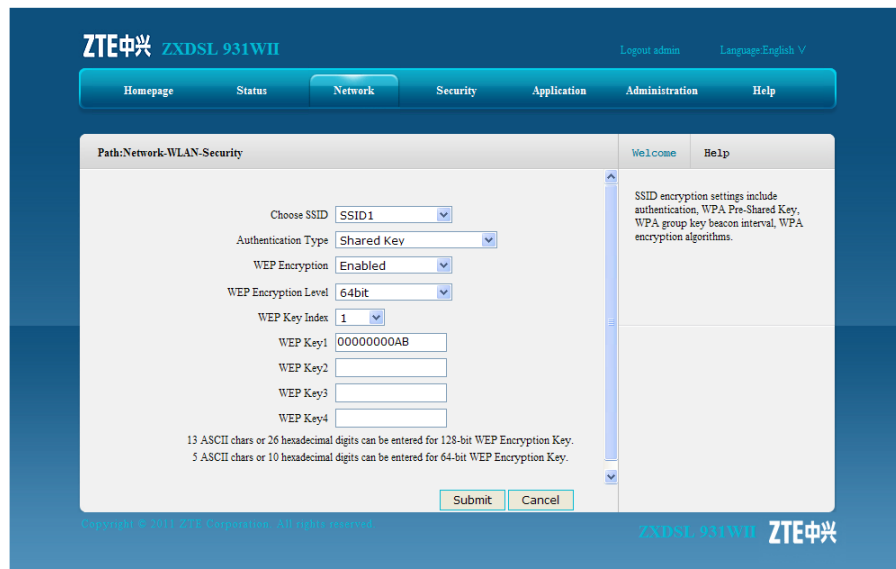 ZTE中兴 ZXDSL 931WII
Logout admin Language:English V
Homepage Status Network Security Application Administration Help
Path:Network-WLAN-Security
Welcome Help
Choose SSID SSID1
Authentication Type Shared Key
WEP Encryption Enabled
WEP Encryption Level 64bit
WEP Key Index 1
WEP Key1 00000000AB
WEP Key2
WEP Key3
WEP Key4
13 ASCII chars or 26 hexadecimal digits can be entered for 128-bit WEP Encryption Key.
5 ASCII chars or 10 hexadecimal digits can be entered for 64-bit WEP Encryption Key.
Submit Cancel
SSID encryption settings include
authentication, WPA Pre-Shared Key,
WPA group key beacon interval, WPA
encryption algorithms.
Copyright © 2011 ZTE Corporation. All rights reserved.
ZXDSL 931WII ZTE中兴